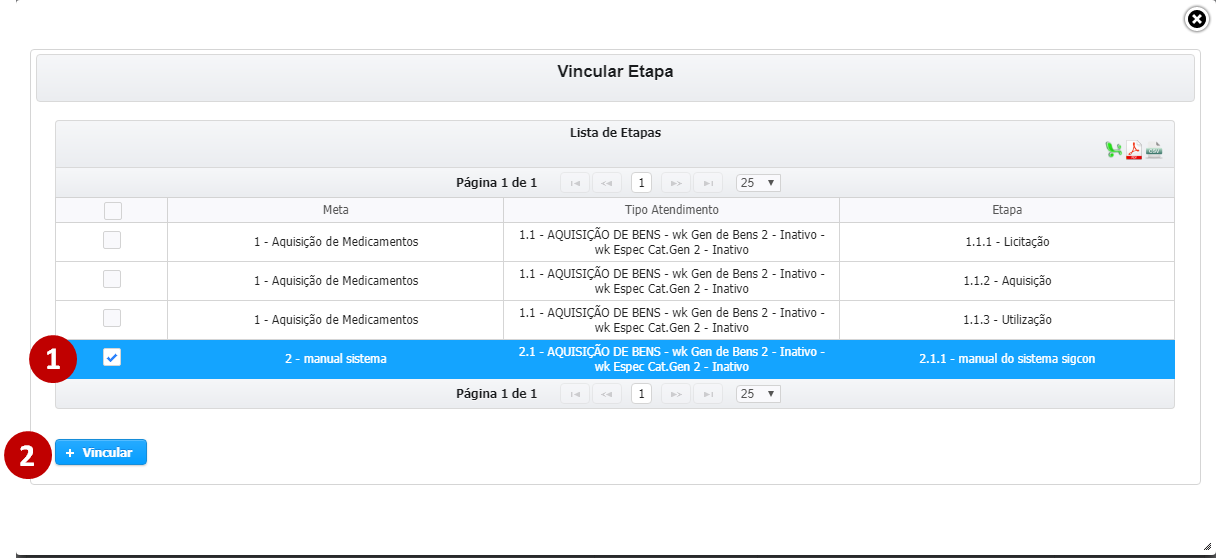 Vincular Etapa
Lista de Etapas
CSV
Página 1 de 1 1 25
Meta Tipo Atendimento Etapa
1 - Aquisição de Medicamentos
1.1 - AQUISIÇÃO DE BENS - wk Gen de Bens 2 - Inativo -
wk Espec Cat.Gen 2 - Inativo
1.1.1 - Licitação
1 - Aquisição de Medicamentos
1.1 - AQUISIÇÃO DE BENS - wk Gen de Bens 2 - Inativo -
wk Espec Cat.Gen 2 - Inativo
1.1.2 - Aquisição
1 - Aquisição de Medicamentos
1.1 - AQUISIÇÃO DE BENS - wk Gen de Bens 2 - Inativo -
wk Espec Cat.Gen 2 - Inativo
1.1.3 - Utilização
1
2 - manual sistema
2.1 - AQUISIÇÃO DE BENS - wk Gen de Bens 2 - Inativo -
wk Espec Cat.Gen 2 - Inativo
2.1.1 - manual do sistema sigcon
Página 1 de 1 1 25
2
+ Vincular